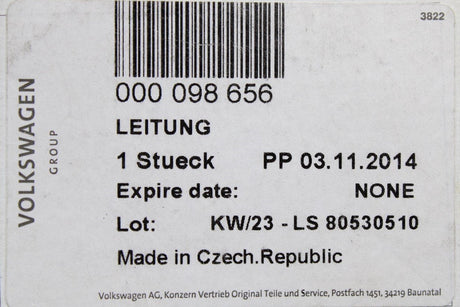 3822
VOLKSWAGEN
GROUP
000 098 656
LEITUNG
1 Stueck PP 03.11.2014
Expire date: NONE
Lot: KW/23 - LS 80530510
Made in Czech.Republic
Volkswagen AG, Konzern Vertrieb Original Teile und Service, Postfach 1451, 34219 Baunatal